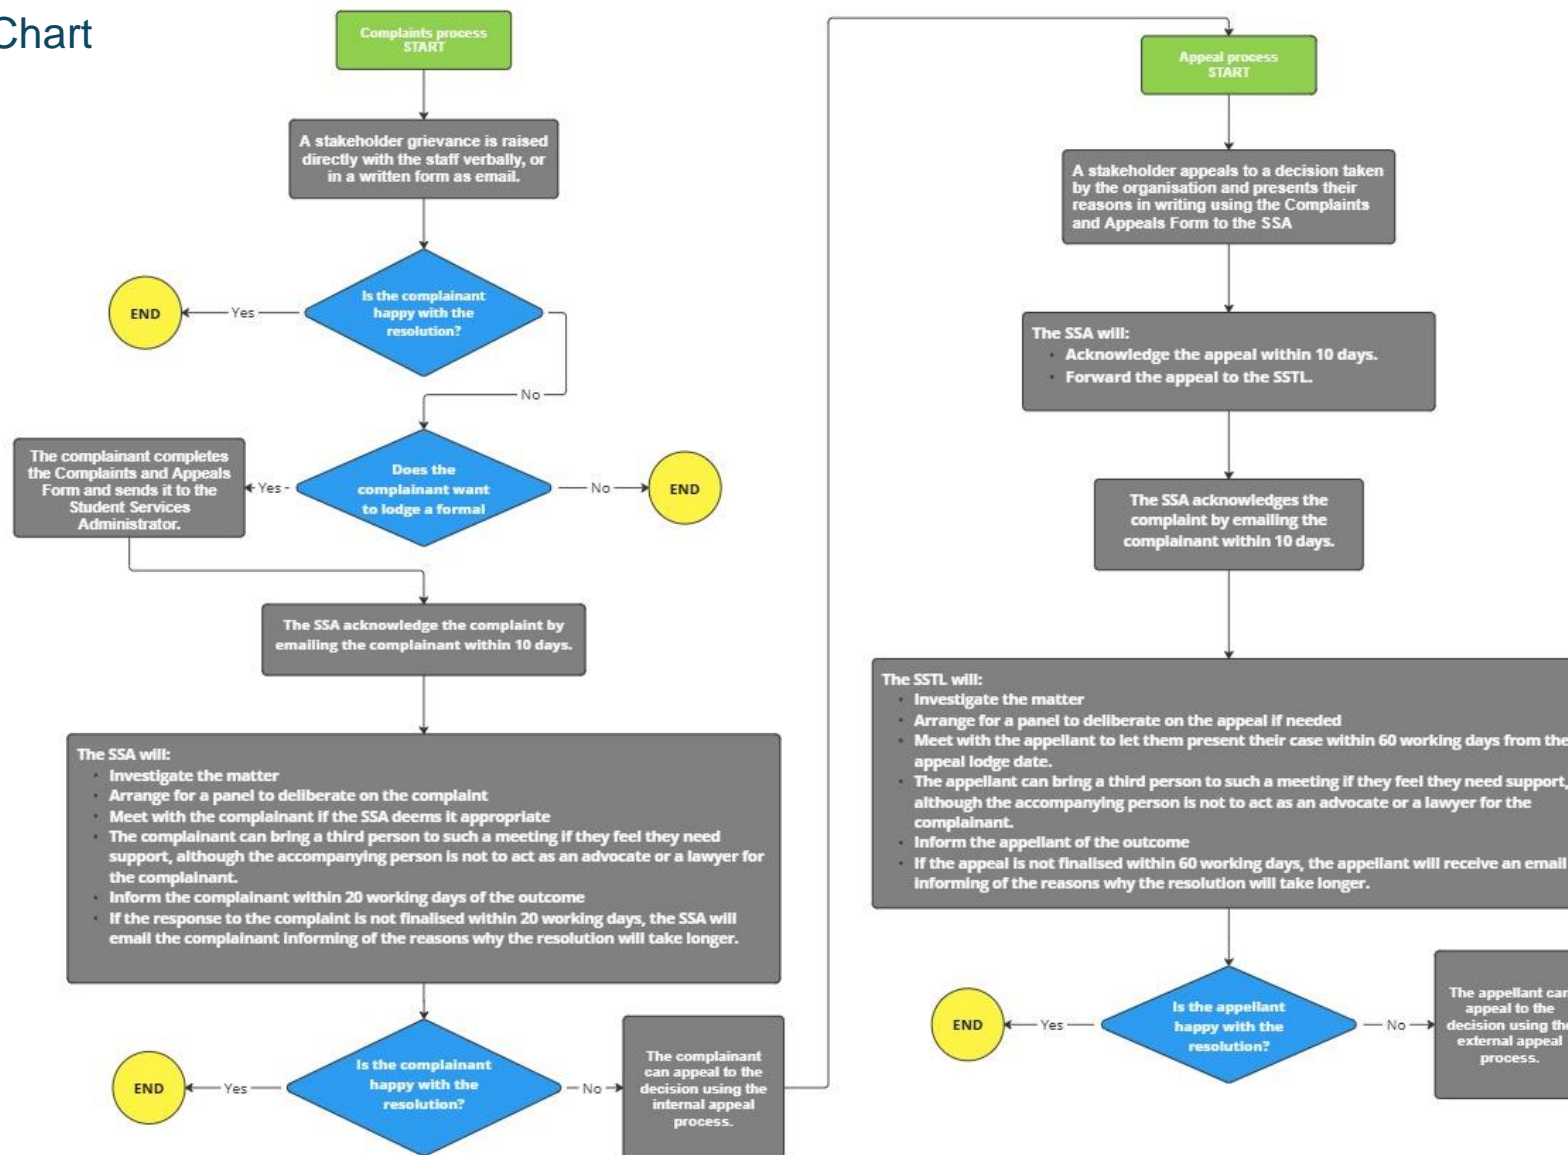 Chart
Complaints process
START
A stakeholder grievance is raised
directly with the staff verbally, or
in a written form as email.
Is the complainant
happy with the
resolution?
Yes
END
No
Does the
complainant want
to lodge a formal
No
END
Yes
The complainant completes
the Complaints and Appeals
Form and sends it to the
Student Services
Administrator.
The SSA acknowledge the complaint by
emailing the complainant within 10 days.
The SSA will:
· Investigate the matter
· Arrange for a panel to deliberate on the complaint
· Meet with the complainant if the SSA deems it appropriate
· The complainant can bring a third person to such a meeting if they feel they need
support, although the accompanying person is not to act as an advocate or a lawyer for
the complainant.
· Inform the complainant within 20 working days of the outcome
· If the response to the complaint is not finalised within 20 working days, the SSA will
email the complainant informing of the reasons why the resolution will take longer.
Is the complainant
happy with the
resolution?
Yes
END
No
The complainant
can appeal to the
decision using the
internal appeal
process.
Appeal process
START
A stakeholder appeals to a decision taken
by the organisation and presents their
reasons in writing using the Complaints
and Appeals Form to the SSA
The SSA will:
· Acknowledge the appeal within 10 days.
· Forward the appeal to the SSTL.
The SSA acknowledges the
complaint by emailing the
complainant within 10 days.
The SSTL will:
· Investigate the matter
· Arrange for a panel to deliberate on the appeal if needed
· Meet with the appellant to let them present their case within 60 working days from the
appeal lodge date.
· The appellant can bring a third person to such a meeting if they feel they need support,
although the accompanying person is not to act as an advocate or a lawyer for the
complainant.
· Inform the appellant of the outcome
· If the appeal is not finalised within 60 working days, the appellant will receive an email
informing of the reasons why the resolution will take longer.
Is the appellant
happy with the
resolution?
Yes
END
No
The appellant can
appeal to the
decision using the
external appeal
process.